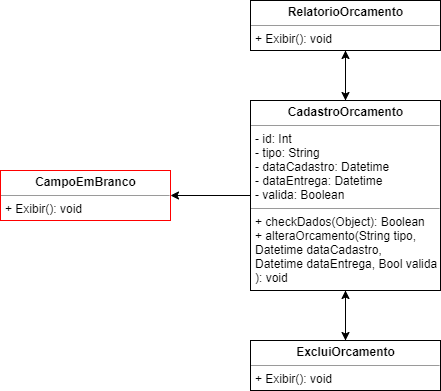 RelatorioOrcamento
+ Exibir(): void
CadastroOrcamento
- id: Int
- tipo: String
- dataCadastro: Datetime
- dataEntrega: Datetime
- valida: Boolean
+ checkDados(Object): Boolean
+ alteraOrcamento(String tipo,
Datetime dataCadastro,
Datetime dataEntrega, Bool valida
): void
CampoEmBranco
+ Exibir(): void
ExcluiOrcamento
+ Exibir(): void